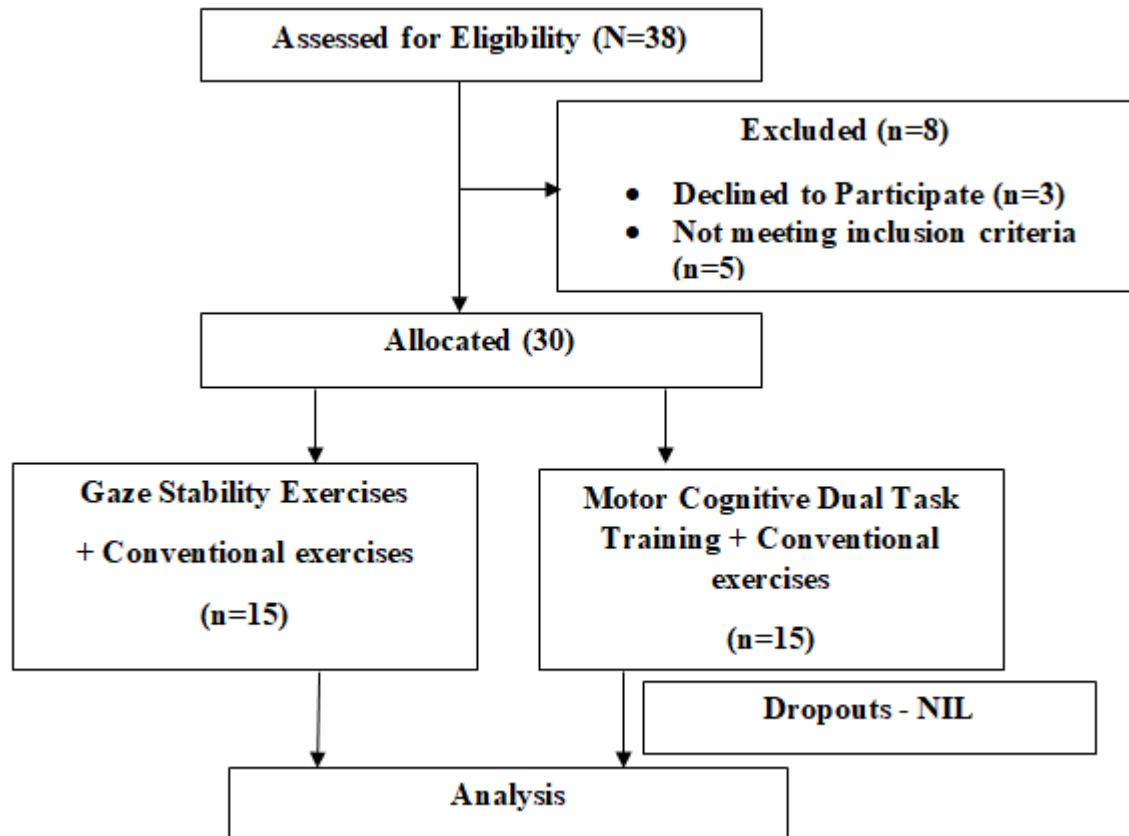 Assessed for Eligibility (N=38)
Excluded (n=8)
• Declined to Participate (n=3)
• Not meeting inclusion criteria
(n=5)
Allocated (30)
Gaze Stability Exercises
+ Conventional exercises
(n=15)
Motor Cognitive Dual Task
Training + Conventional
exercises
(n=15)
Dropouts - NIL
Analysis